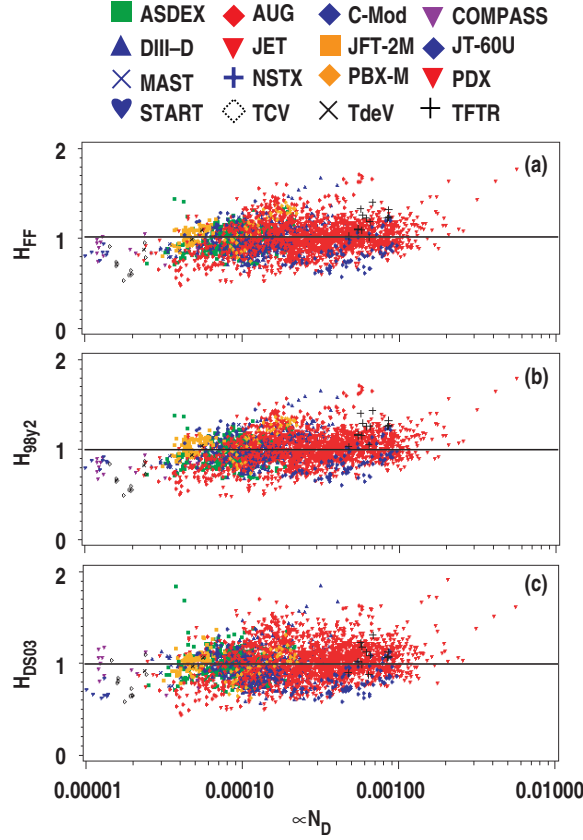 ASDEX AUG C-Mod COMPASS
DIII–D JET JFT-2M JT-60U
MAST NSTX PBX-M PDX
START TCV TdeV TFTR
2
(a)
H_FF
1
0
2
(b)
H_98y2
1
0
2
(c)
H_DS03
1
0
0.00001 0.00010 0.00100 0.01000
∝N_D